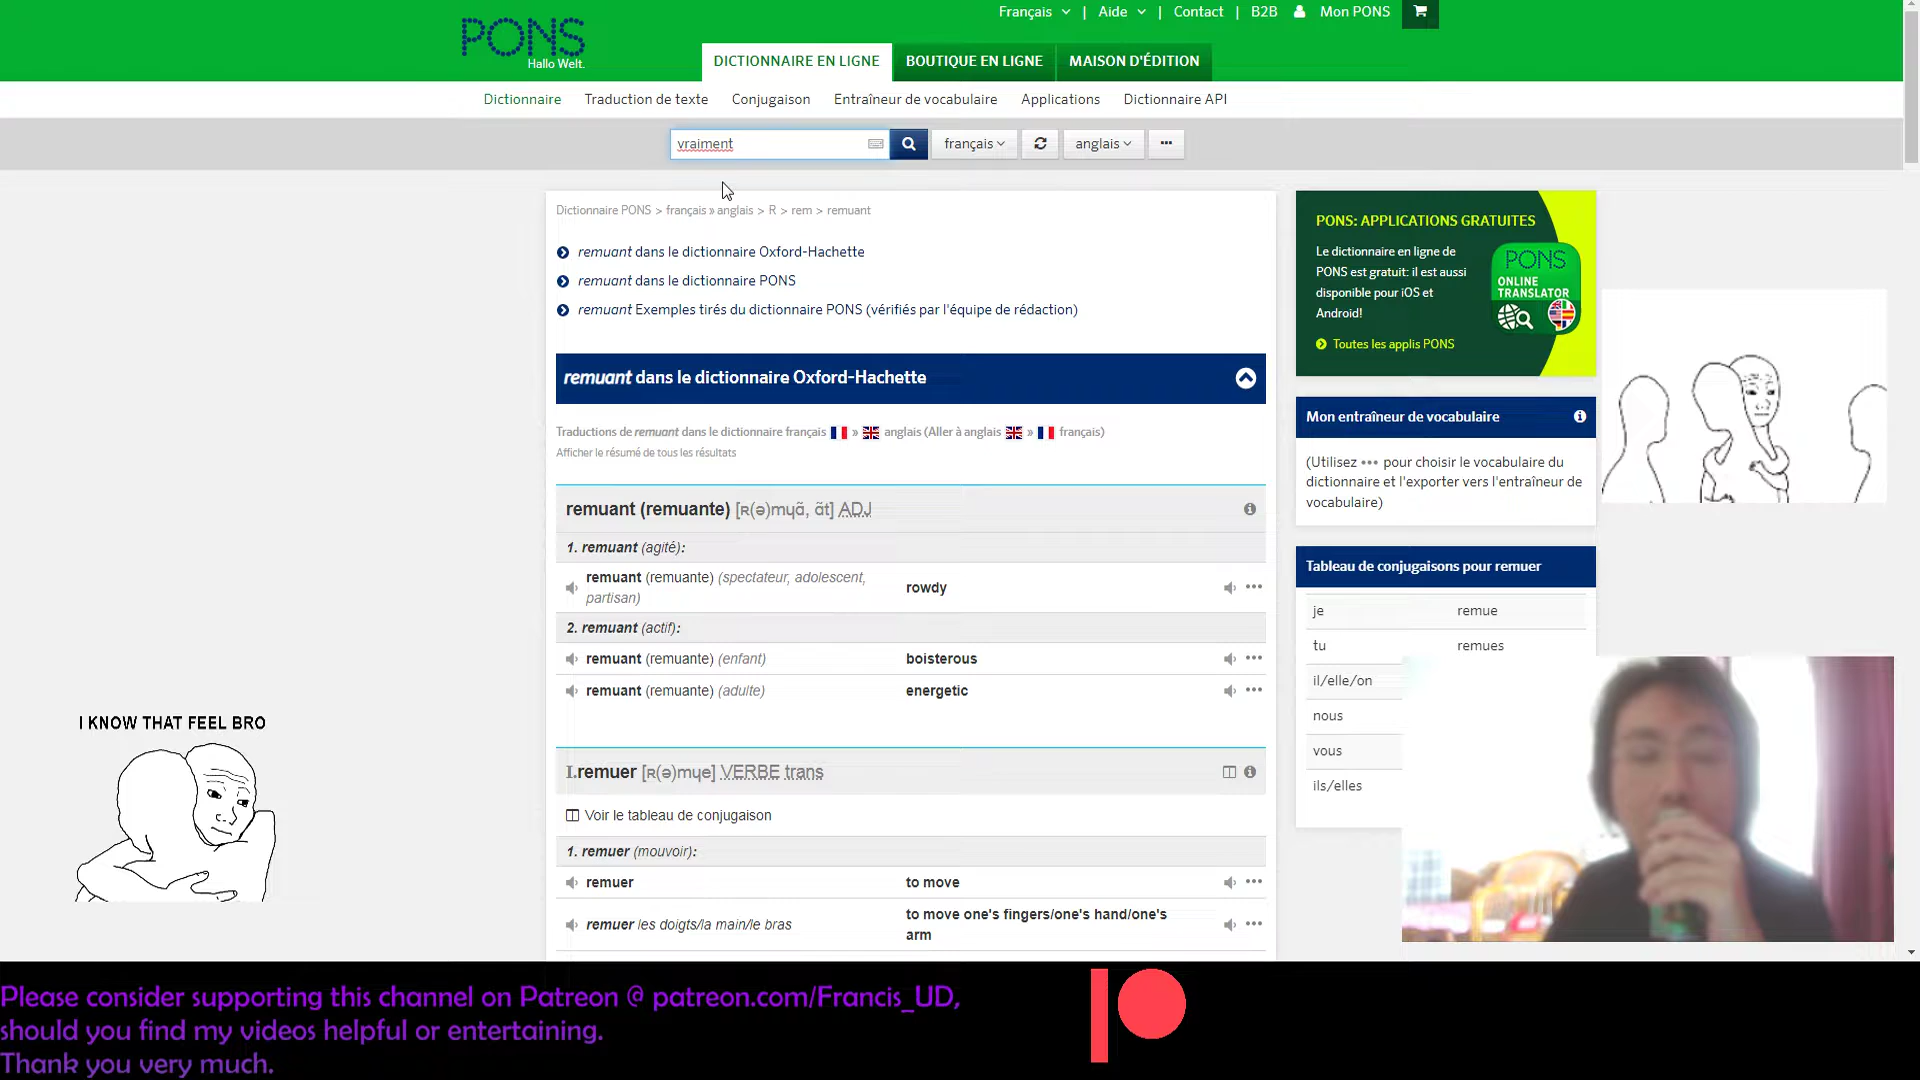 Français | Aide | Contact | B2B Mon PONS
PONS
Hallo Welt.
DICTIONNAIRE EN LIGNE BOUTIQUE EN LIGNE MAISON D'ÉDITION
Dictionnaire Traduction de texte Conjugaison Entraîneur de vocabulaire Applications Dictionnaire API
vraiment français anglais
Dictionnaire PONS > français » anglais > R > rem > remuant
remuant dans le dictionnaire Oxford-Hachette
remuant dans le dictionnaire PONS
remuant Exemples tirés du dictionnaire PONS (vérifiés par l'équipe de rédaction)
remuant dans le dictionnaire Oxford-Hachette
Traductions de remuant dans le dictionnaire français » anglais (Aller à anglais » français)
Afficher le résumé de tous les résultats
remuant (remuante) [ʀ(ə)mɥɑ̃, ɑ̃t] ADJ
1. remuant (agité):
remuant (remuante) (spectateur, adolescent,
partisan)
rowdy
2. remuant (actif):
remuant (remuante) (enfant) boisterous
remuant (remuante) (adulte) energetic
I.remuer [ʀ(ə)mɥe] VERBE trans
Voir le tableau de conjugaison
1. remuer (mouvoir):
remuer to move
remuer les doigts/la main/le bras
to move one's fingers/one's hand/one's
arm
PONS: APPLICATIONS GRATUITES
Le dictionnaire en ligne de
PONS est gratuit: il est aussi
disponible pour iOS et
Android!
Toutes les applis PONS
PONS
ONLINE
TRANSLATOR
Mon entraîneur de vocabulaire
(Utilisez ••• pour choisir le vocabulaire du
dictionnaire et l'exporter vers l'entraîneur de
vocabulaire)
Tableau de conjugaisons pour remuer
je remue
tu remues
il/elle/on
nous
vous
ils/elles
I KNOW THAT FEEL BRO
Please consider supporting this channel on Patreon @ patreon.com/Francis_UD,
should you find my videos helpful or entertaining.
Thank you very much.